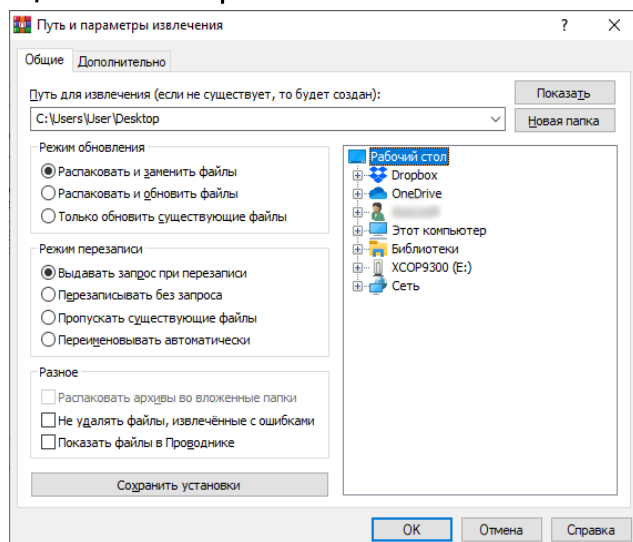 Путь и параметры извлечения
?
Общие
Дополнительно
Путь для извлечения (если не существует, то будет создан):
Показать
C:\Users\User\Desktop
Новая папка
Режим обновления
Распаковать и заменить файлы
Распаковать и обновить файлы
Только обновить существующие файлы
Режим перезаписи
Выдавать запрос при перезаписи
Перезаписывать без запроса
Пропускать существующие файлы
Переименовывать автоматически
Разное
Распаковать архивы во вложенные папки
Не удалять файлы, извлечённые с ошибками
Показать файлы в Проводнике
Сохранить установки
Рабочий стол
Dropbox
OneDrive
Этот компьютер
Библиотеки
XCOP9300 (E:)
Сеть
OK
Отмена
Справка